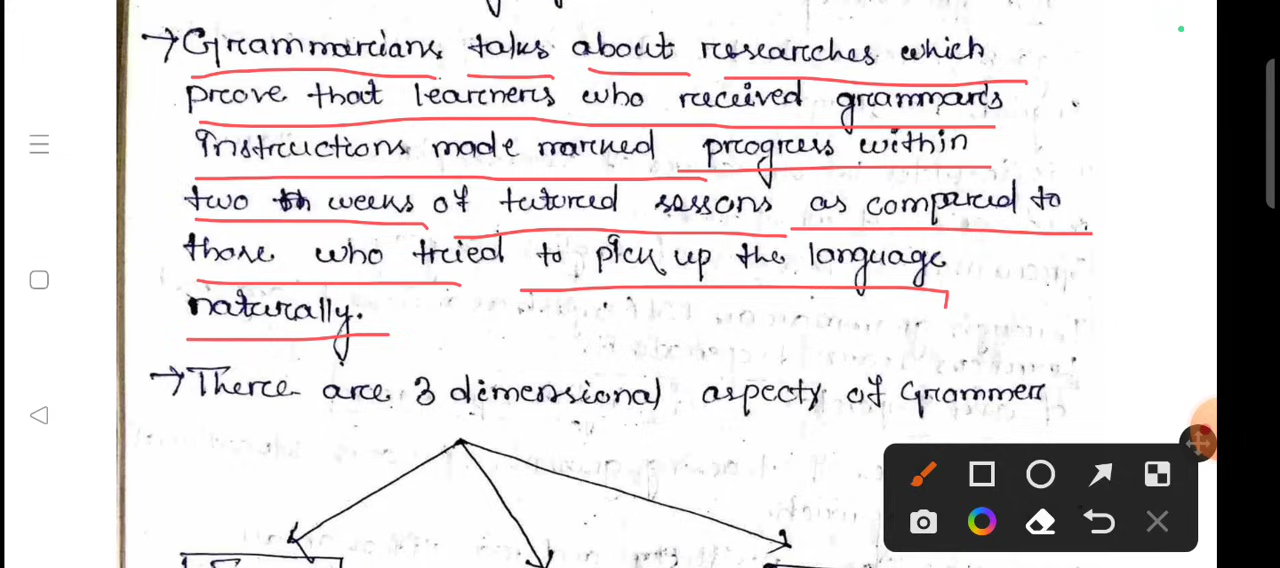 →Grammarians talks about researches which
prove that learners who received grammars
Instructions made marked progress within
two weeks of tutored sessons as compared to
those who tried to pick up the language
naturally.
→There are 3 dimensional aspects of Grammer